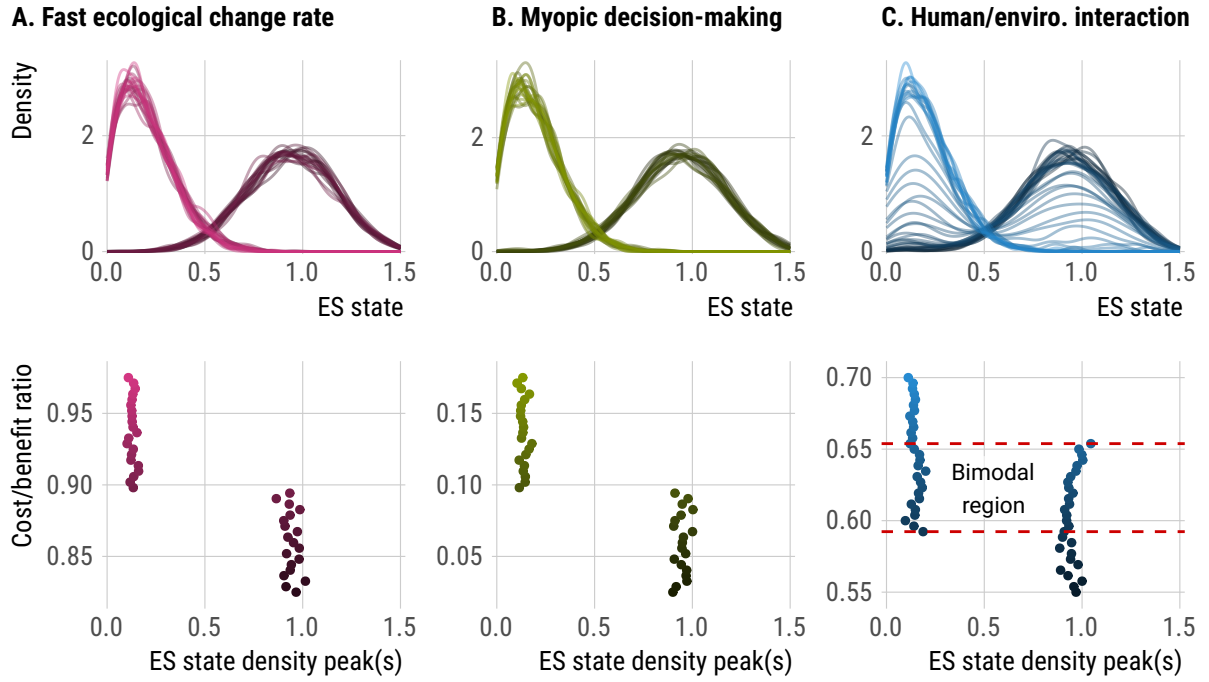 A. Fast ecological change rate
B. Myopic decision-making
C. Human/enviro. interaction
Density
2
0
0.0 0.5 1.0 1.5
ES state
2
0
0.0 0.5 1.0 1.5
ES state
2
0
0.0 0.5 1.0 1.5
ES state
Cost/benefit ratio
0.95
0.90
0.85
0.0 0.5 1.0 1.5
ES state density peak(s)
0.15
0.10
0.05
0.0 0.5 1.0 1.5
ES state density peak(s)
0.70
0.65
0.60
0.55
Bimodal
region
0.0 0.5 1.0 1.5
ES state density peak(s)